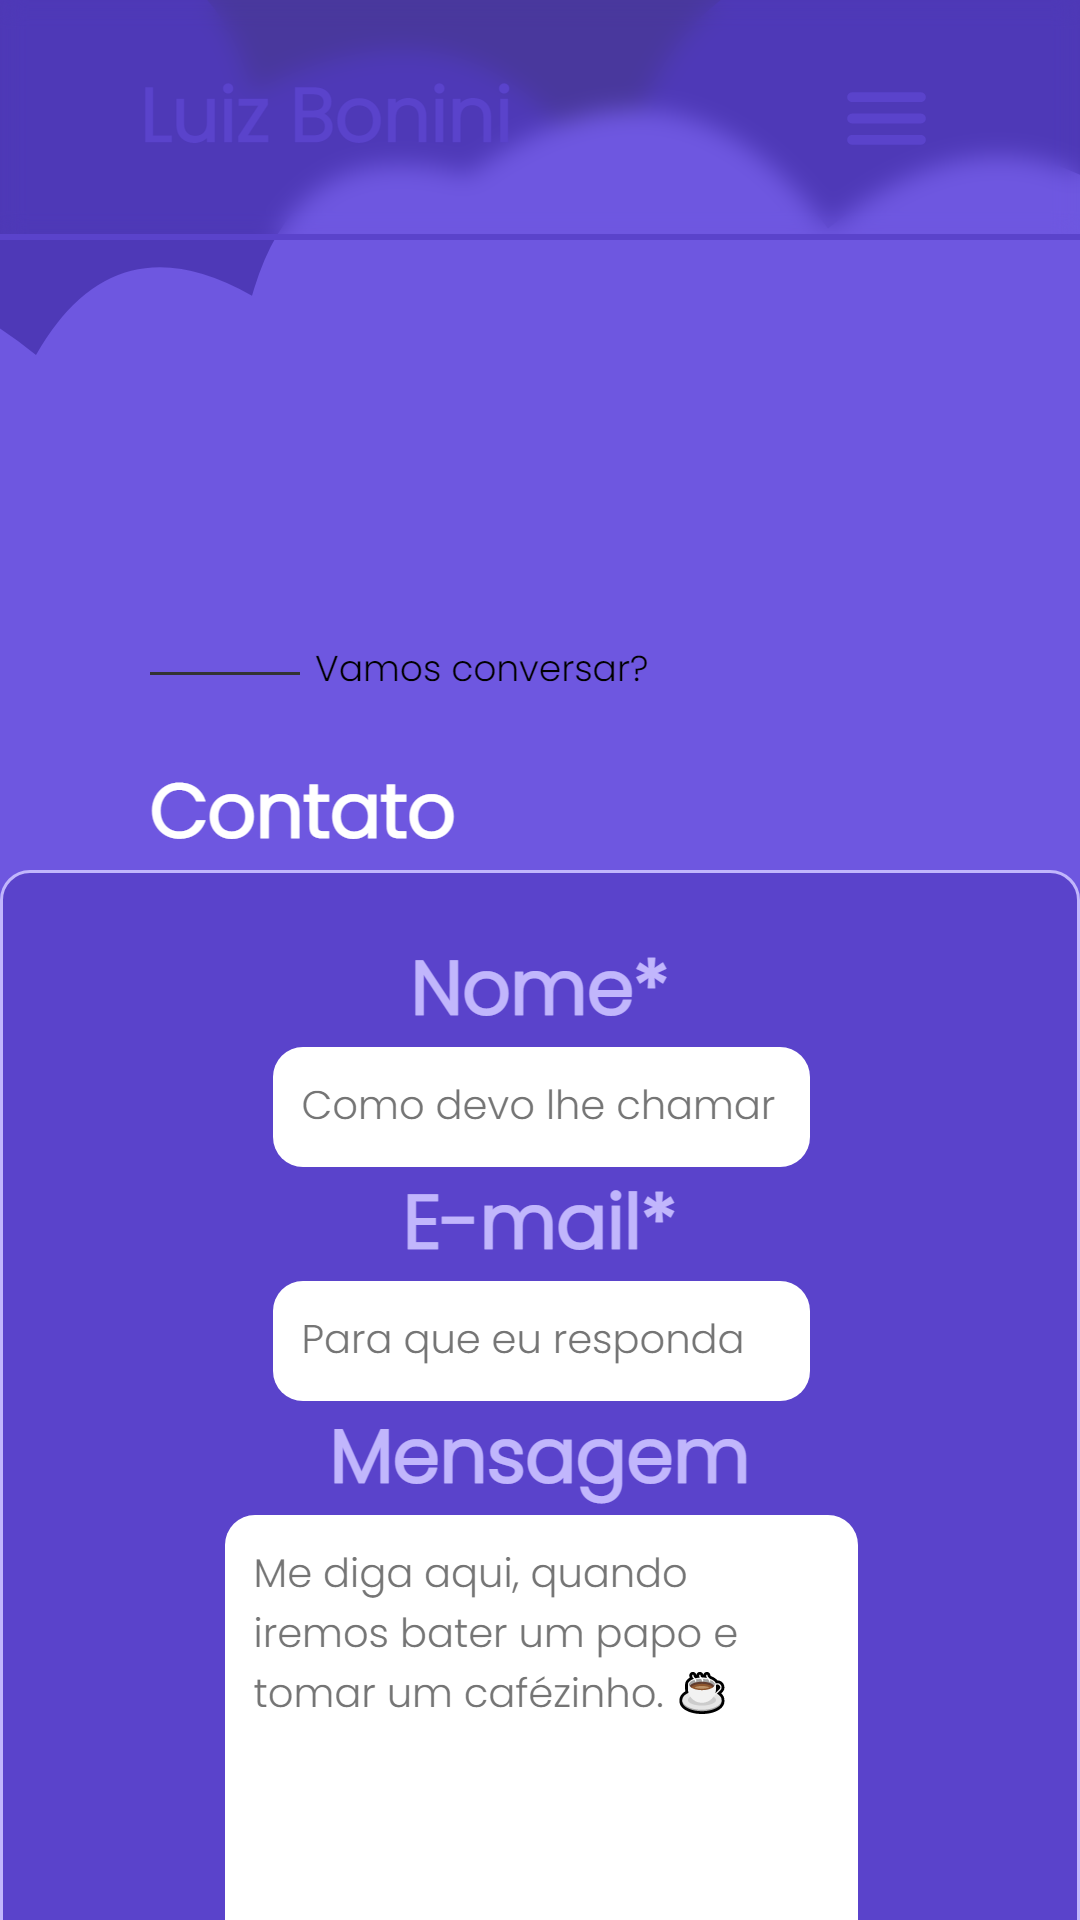 Luiz Bonini
Vamos conversar?
Contato
Nome*
Como devo lhe chamar
E-mail*
Para que eu responda
Mensagem
Me diga aqui, quando
iremos bater um papo e
tomar um cafézinho. ☕